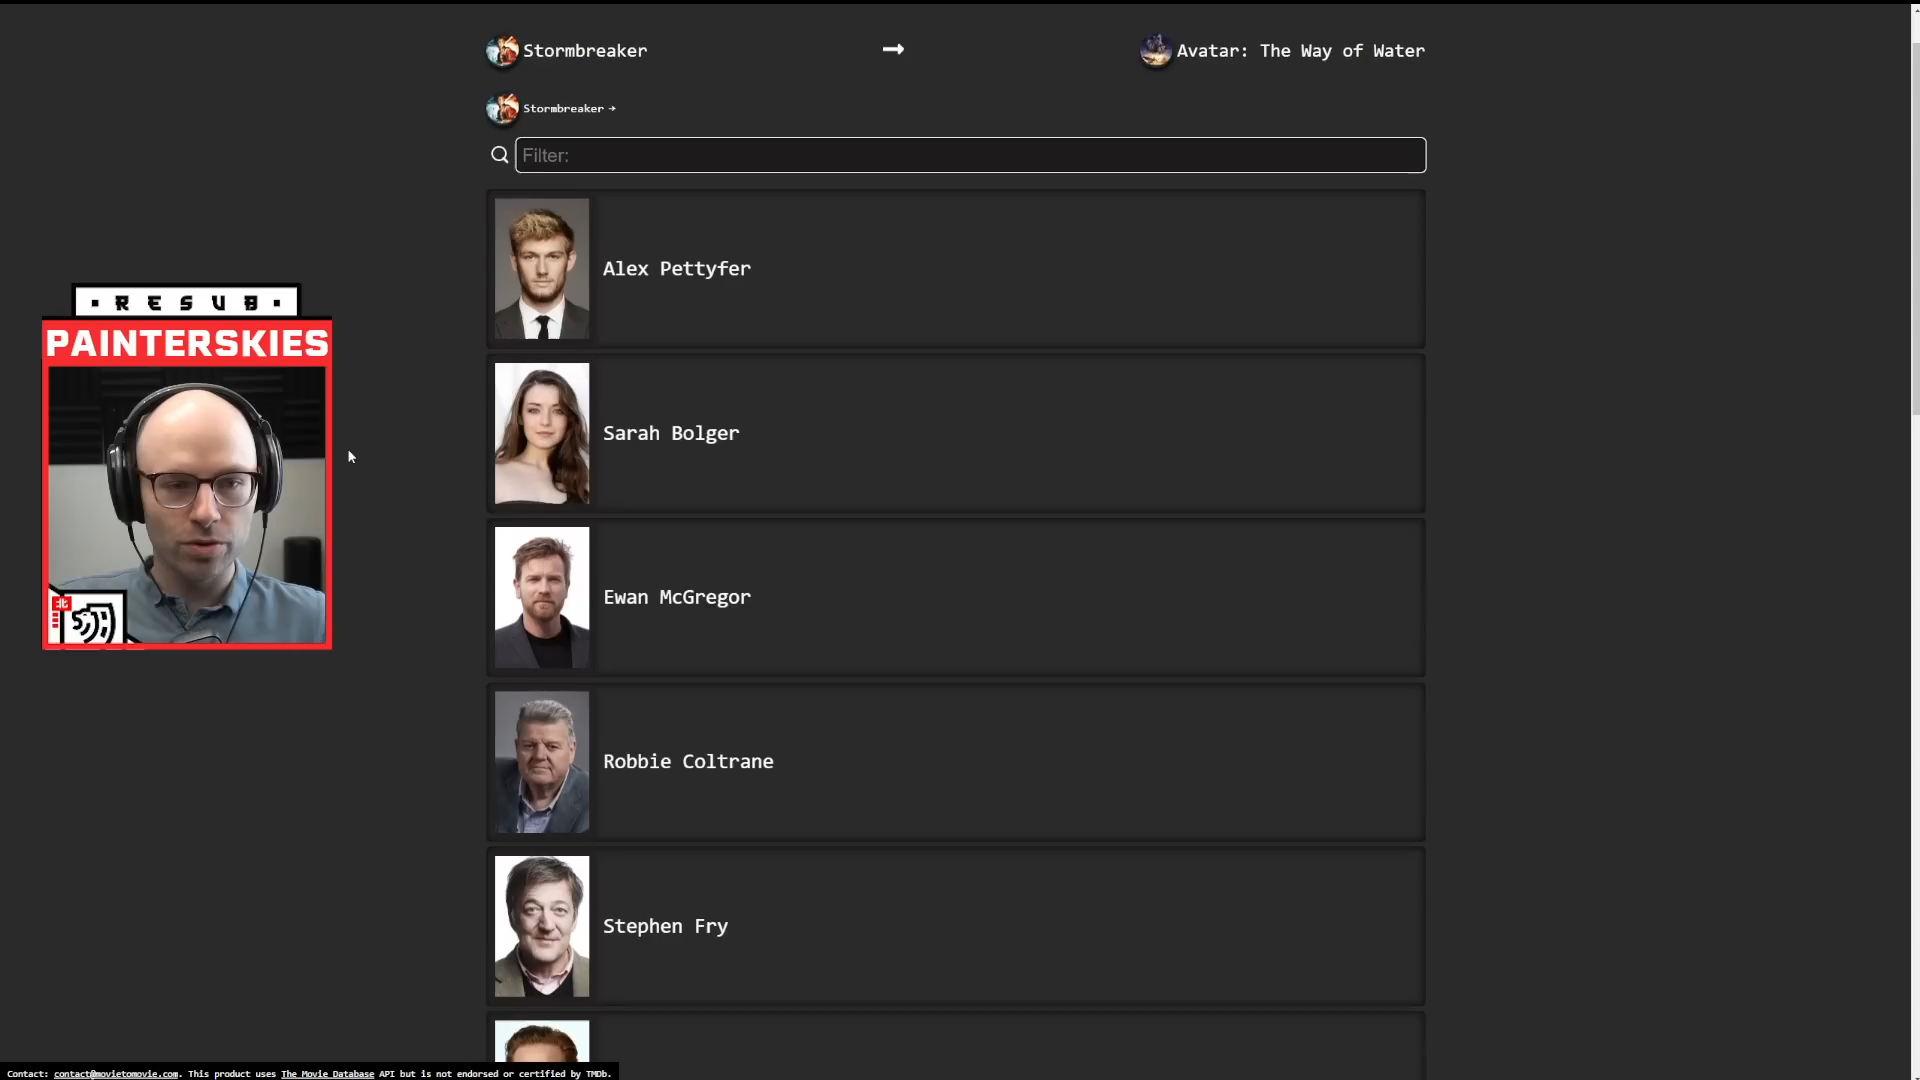 Stormbreaker
→
Avatar: The Way of Water
Stormbreaker →
Filter:
Alex Pettyfer
Sarah Bolger
Ewan McGregor
Robbie Coltrane
Stephen Fry
· RESUB ·
PAINTERSKIES
Contact: contact@movietomovie.com. This product uses The Movie Database API but is not endorsed or certified by TMDb.